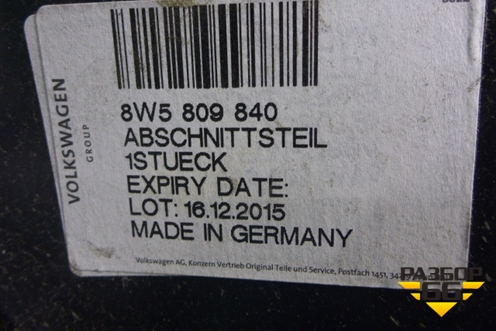 VOLKSWAGEN
GROUP
8W5 809 840
ABSCHNITTSTEIL
1STUECK
EXPIRY DATE:
LOT: 16.12.2015
MADE IN GERMANY
Volkswagen AG, Konzern Vertrieb Original Teile und Service, Postfach 1451,
РАЗБОР
66